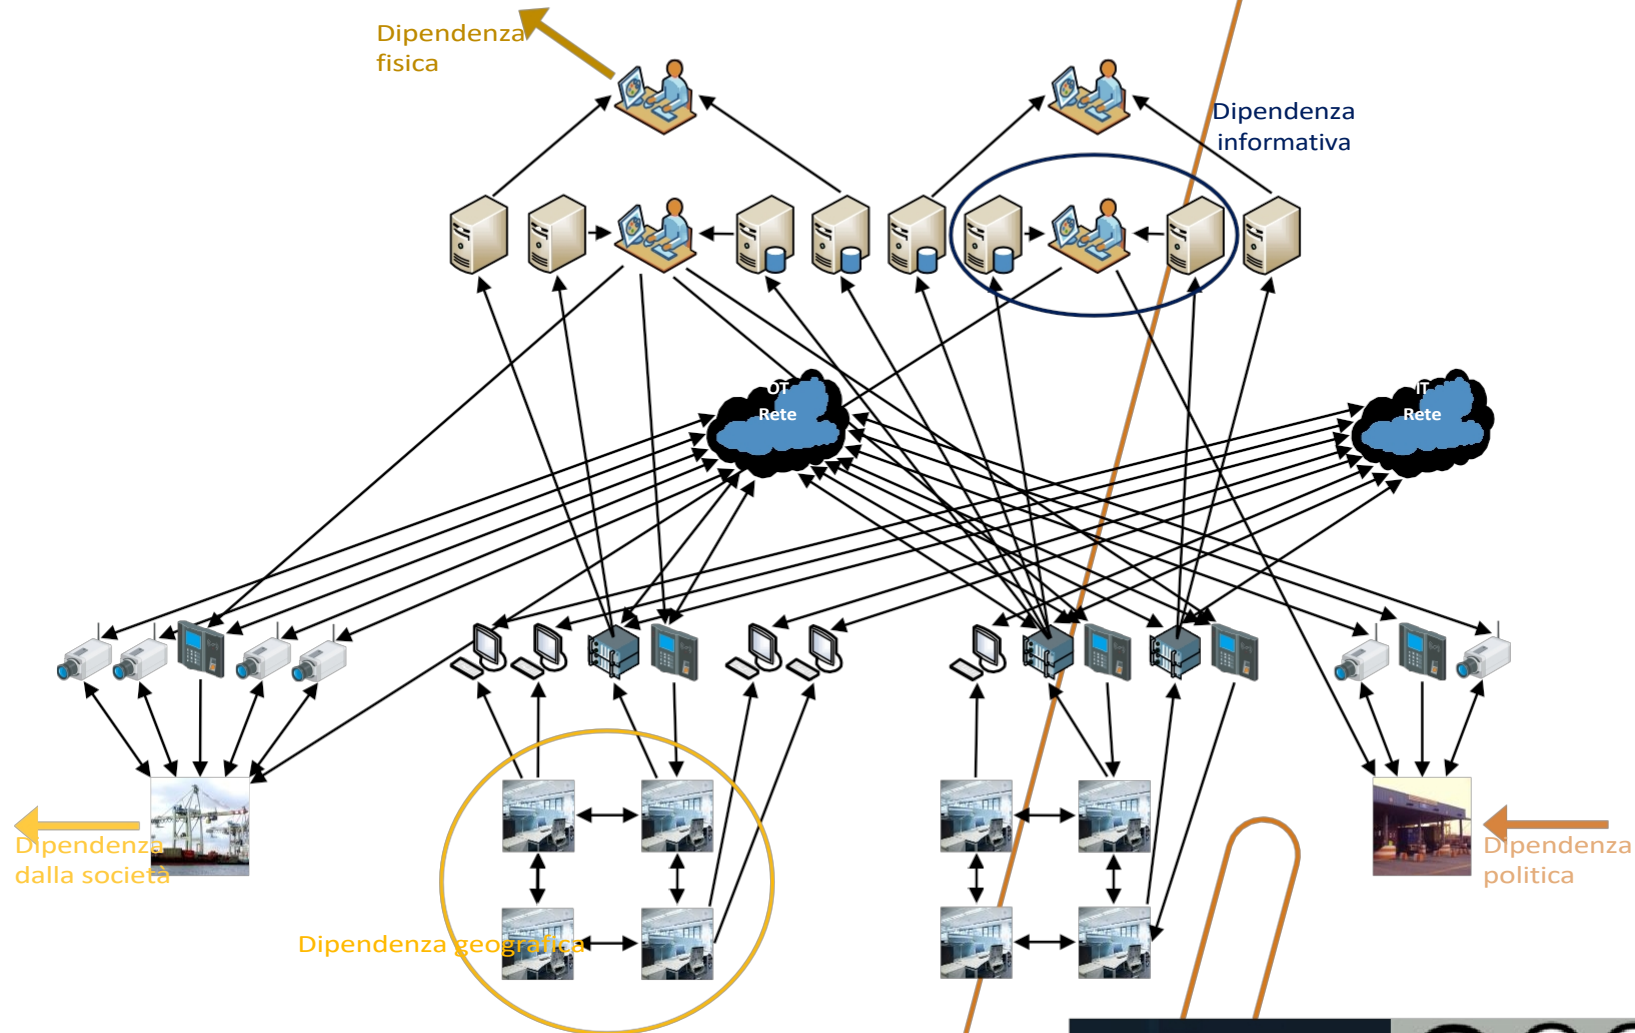 Dipendenza
fisica
Dipendenza
informativa
OT
Rete
IT
Rete
Dipendenza
dalla società
Dipendenza
politica
Dipendenza geografica